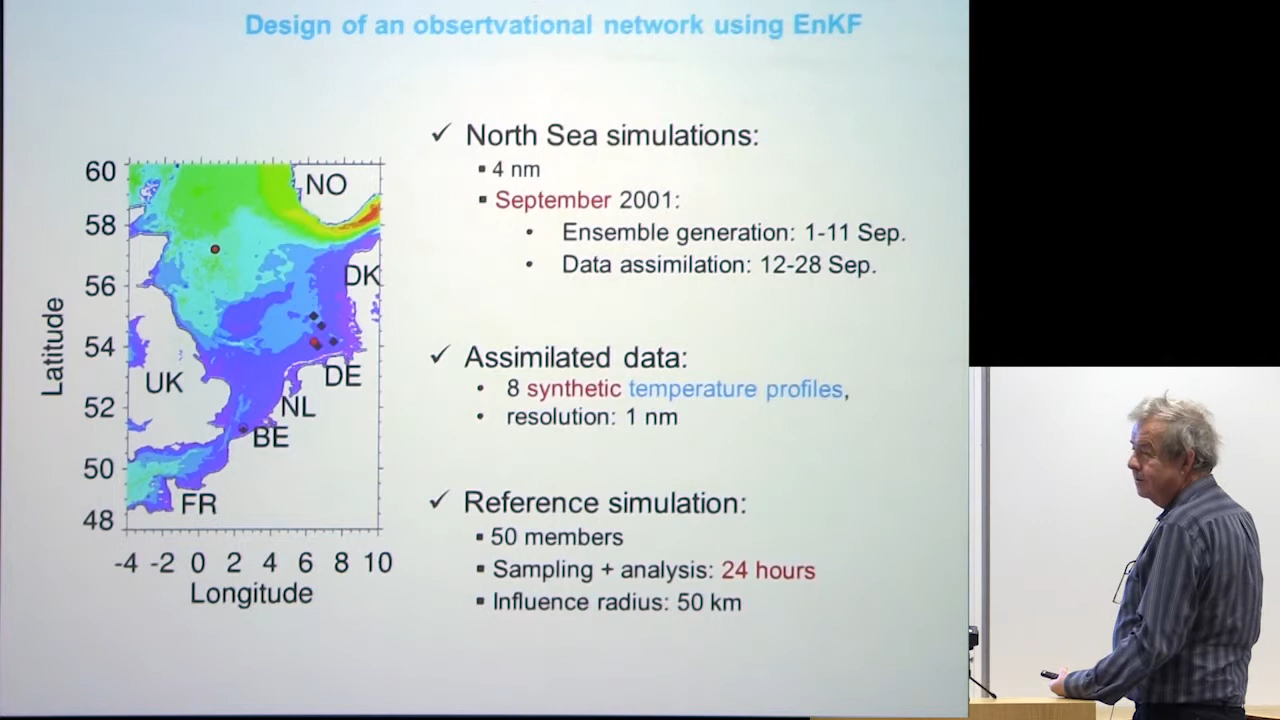 Design of an obsertvational network using EnKF
✓ North Sea simulations:
▪ 4 nm
▪ September 2001:
• Ensemble generation: 1-11 Sep.
• Data assimilation: 12-28 Sep.
✓ Assimilated data:
• 8 synthetic temperature profiles,
• resolution: 1 nm
✓ Reference simulation:
▪ 50 members
▪ Sampling + analysis: 24 hours
▪ Influence radius: 50 km
Latitude
60
58
56
54
52
50
48
NO
DK
UK
DE
NL
BE
FR
-4 -2 0 2 4 6 8 10
Longitude